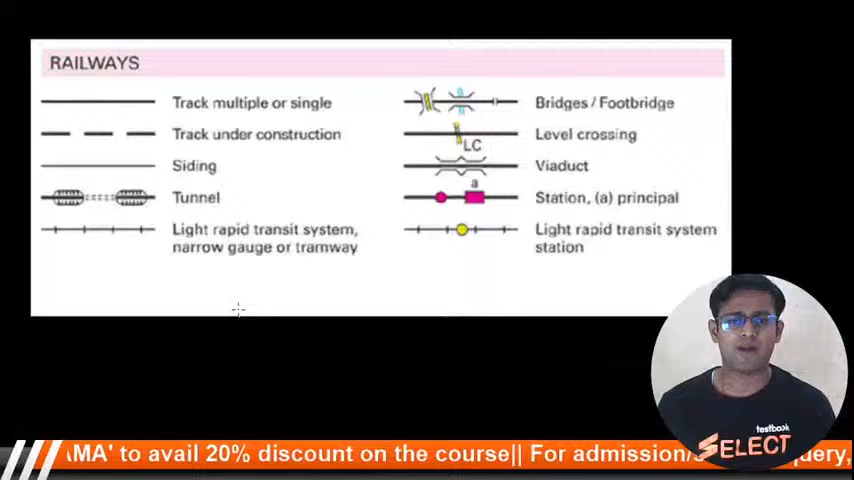 RAILWAYS
Track multiple or single
Track under construction
Siding
Tunnel
Light rapid transit system,
narrow gauge or tramway
Bridges / Footbridge
LC
Level crossing
Viaduct
a
Station, (a) principal
Light rapid transit system
station
testbook
SELECT
AMA' to avail 20% discount on the course|| For admission/ query,